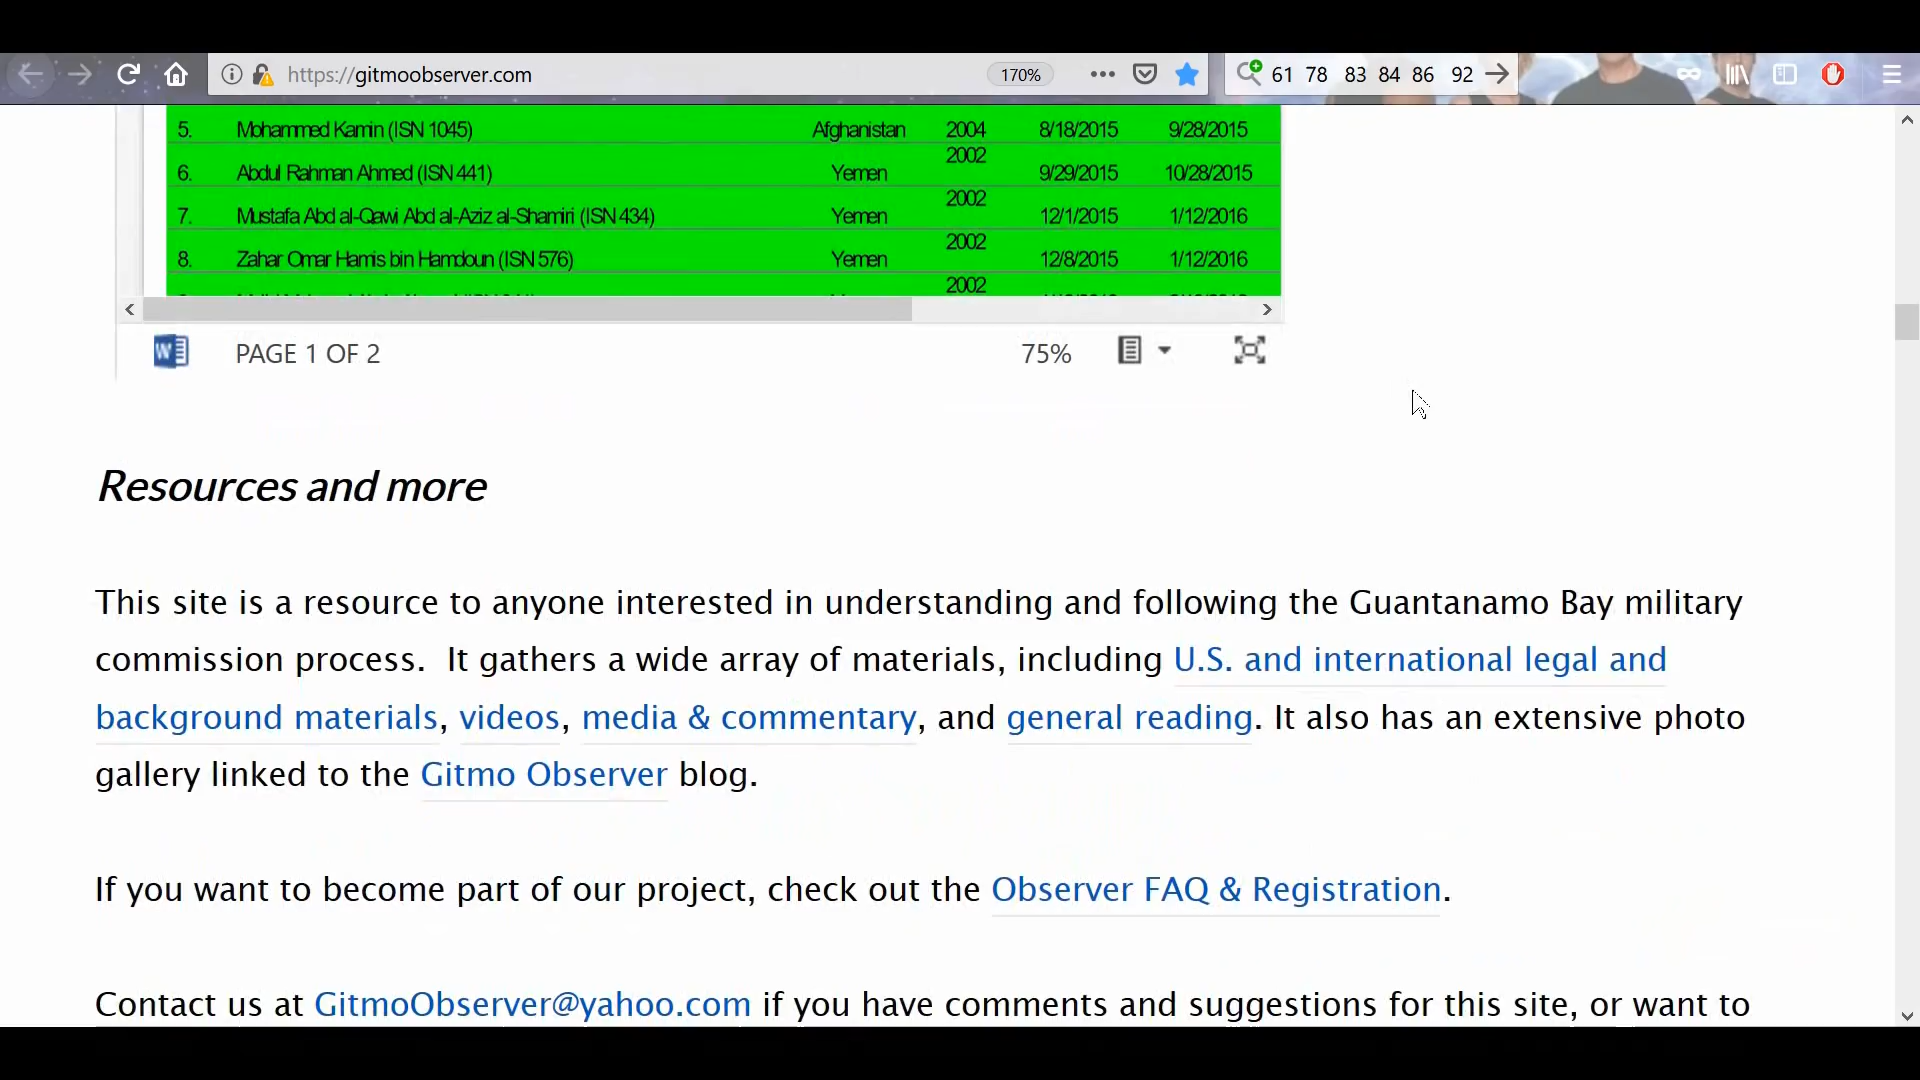 https://gitmoobserver.com 170% 61 78 83 84 86 92
5. Mohammed Kamin (ISN 1045) Afghanistan 2004 8/18/2015 9/28/2015
6. Abdul Rahman Ahmed (ISN 441) Yemen 2002 9/29/2015 10/28/2015
7. Mustafa Abd al-Qawi Abd al-Aziz al-Shamiri (ISN 434) Yemen 2002 12/1/2015 1/12/2016
8. Zahar Omar Hamis bin Hamdoun (ISN 576) Yemen 2002 12/8/2015 1/12/2016
2002
W PAGE 1 OF 2 75%
Resources and more
This site is a resource to anyone interested in understanding and following the Guantanamo Bay military
commission process. It gathers a wide array of materials, including U.S. and international legal and
background materials, videos, media & commentary, and general reading. It also has an extensive photo
gallery linked to the Gitmo Observer blog.
If you want to become part of our project, check out the Observer FAQ & Registration.
Contact us at GitmoObserver@yahoo.com if you have comments and suggestions for this site, or want to